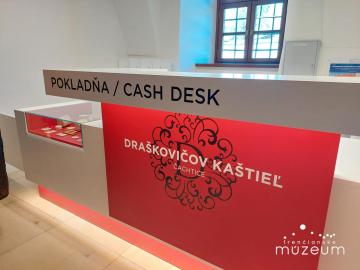 POKLADŇA / CASH DESK
DRAŠKOVIČOV KAŠTIEĽ
ČACHTICE
trenčianske
múzeum